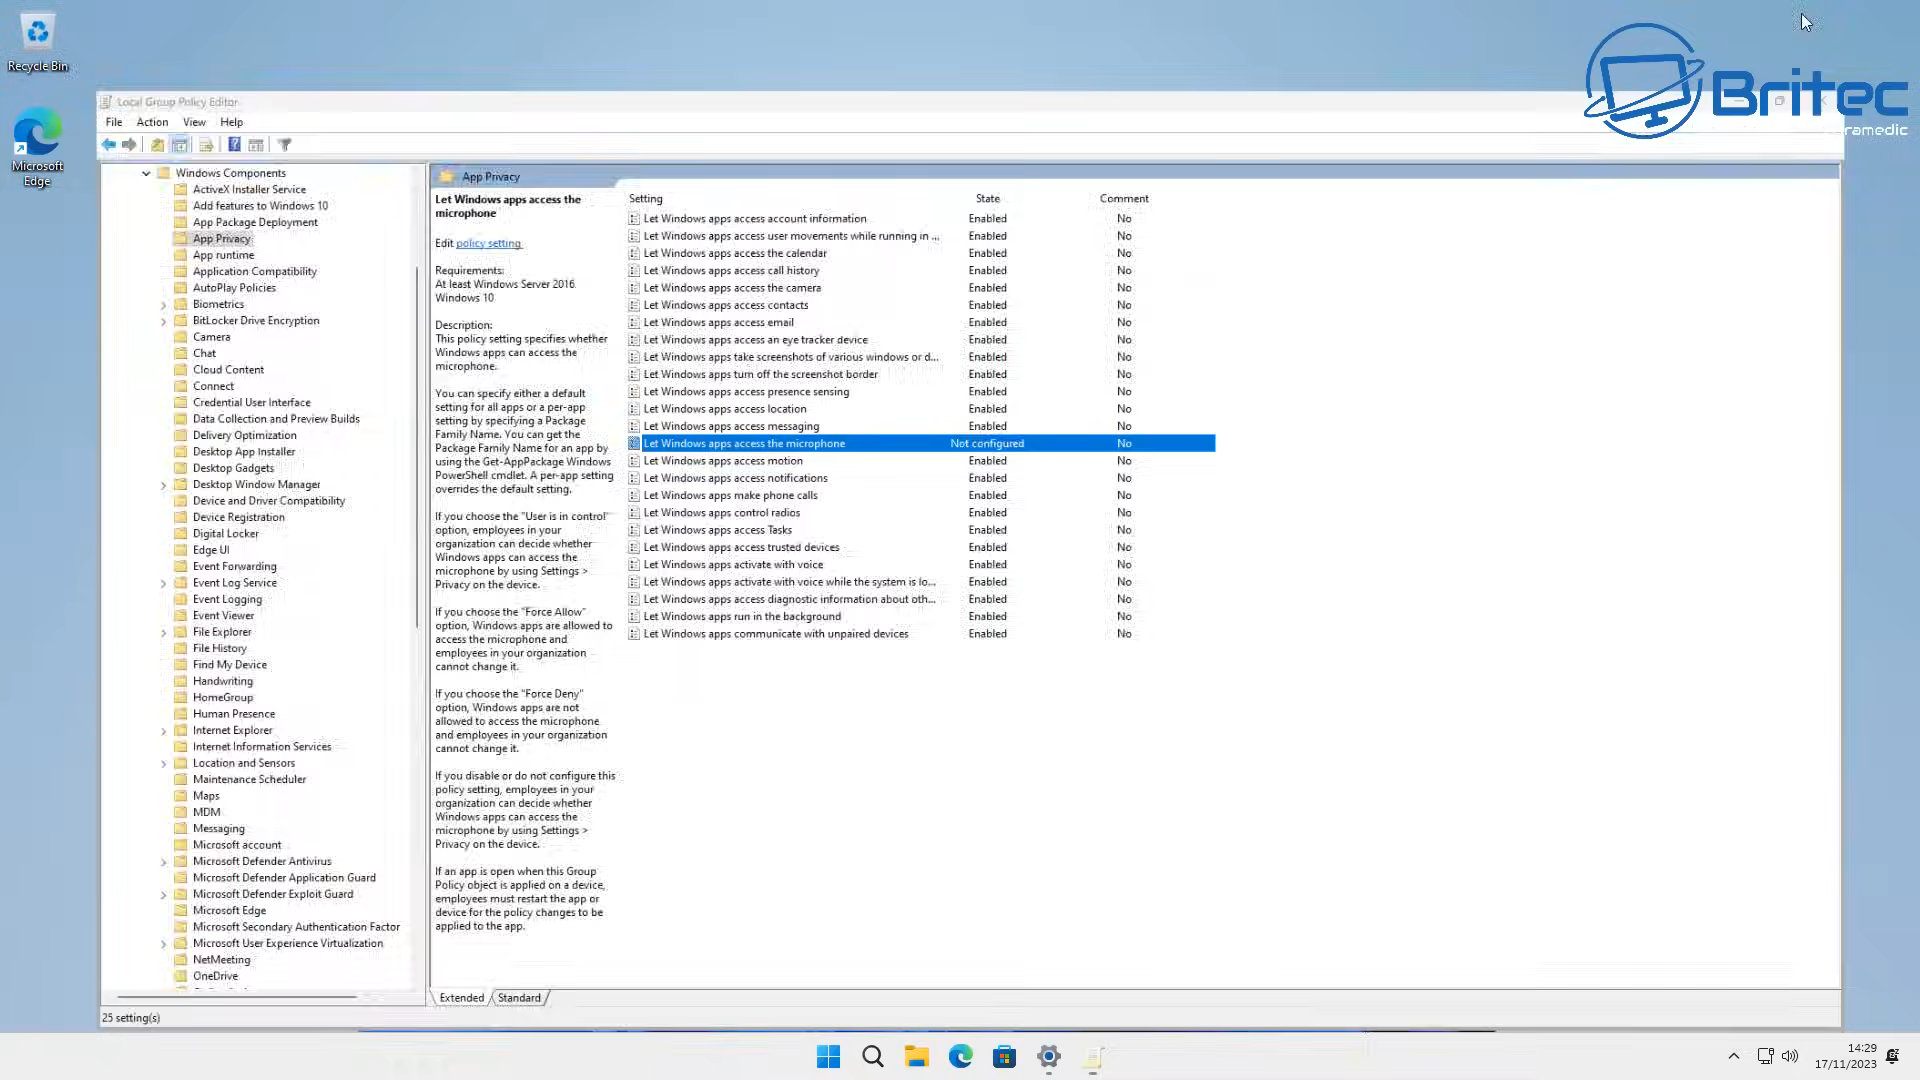 Recycle Bin
Microsoft
Edge
Britec
ramedic
Local Group Policy Editor
File Action View Help
Windows Components
ActiveX Installer Service
Add features to Windows 10
App Package Deployment
App Privacy
App runtime
Application Compatibility
AutoPlay Policies
Biometrics
BitLocker Drive Encryption
Camera
Chat
Cloud Content
Connect
Credential User Interface
Data Collection and Preview Builds
Delivery Optimization
Desktop App Installer
Desktop Gadgets
Desktop Window Manager
Device and Driver Compatibility
Device Registration
Digital Locker
Edge UI
Event Forwarding
Event Log Service
Event Logging
Event Viewer
File Explorer
File History
Find My Device
Handwriting
HomeGroup
Human Presence
Internet Explorer
Internet Information Services
Location and Sensors
Maintenance Scheduler
Maps
MDM
Messaging
Microsoft account
Microsoft Defender Antivirus
Microsoft Defender Application Guard
Microsoft Defender Exploit Guard
Microsoft Edge
Microsoft Secondary Authentication Factor
Microsoft User Experience Virtualization
NetMeeting
OneDrive
25 setting(s)
App Privacy
Let Windows apps access the
microphone
Edit policy setting
Requirements:
At least Windows Server 2016,
Windows 10
Description:
This policy setting specifies whether
Windows apps can access the
microphone.
You can specify either a default
setting for all apps or a per-app
setting by specifying a Package
Family Name. You can get the
Package Family Name for an app by
using the Get-AppPackage Windows
PowerShell cmdlet. A per-app setting
overrides the default setting.
If you choose the "User is in control"
option, employees in your
organization can decide whether
Windows apps can access the
microphone by using Settings >
Privacy on the device.
If you choose the "Force Allow"
option, Windows apps are allowed to
access the microphone and
employees in your organization
cannot change it.
If you choose the "Force Deny"
option, Windows apps are not
allowed to access the microphone
and employees in your organization
cannot change it.
If you disable or do not configure this
policy setting, employees in your
organization can decide whether
Windows apps can access the
microphone by using Settings >
Privacy on the device.
If an app is open when this Group
Policy object is applied on a device,
employees must restart the app or
device for the policy changes to be
applied to the app.
Setting State Comment
Let Windows apps access account information Enabled No
Let Windows apps access user movements while running in ... Enabled No
Let Windows apps access the calendar Enabled No
Let Windows apps access call history Enabled No
Let Windows apps access the camera Enabled No
Let Windows apps access contacts Enabled No
Let Windows apps access email Enabled No
Let Windows apps access an eye tracker device Enabled No
Let Windows apps take screenshots of various windows or d... Enabled No
Let Windows apps turn off the screenshot border Enabled No
Let Windows apps access presence sensing Enabled No
Let Windows apps access location Enabled No
Let Windows apps access messaging Enabled No
Let Windows apps access the microphone Not configured No
Let Windows apps access motion Enabled No
Let Windows apps access notifications Enabled No
Let Windows apps make phone calls Enabled No
Let Windows apps control radios Enabled No
Let Windows apps access Tasks Enabled No
Let Windows apps access trusted devices Enabled No
Let Windows apps activate with voice Enabled No
Let Windows apps activate with voice while the system is lo... Enabled No
Let Windows apps access diagnostic information about oth... Enabled No
Let Windows apps run in the background Enabled No
Let Windows apps communicate with unpaired devices Enabled No
Extended Standard
14:29
17/11/2023